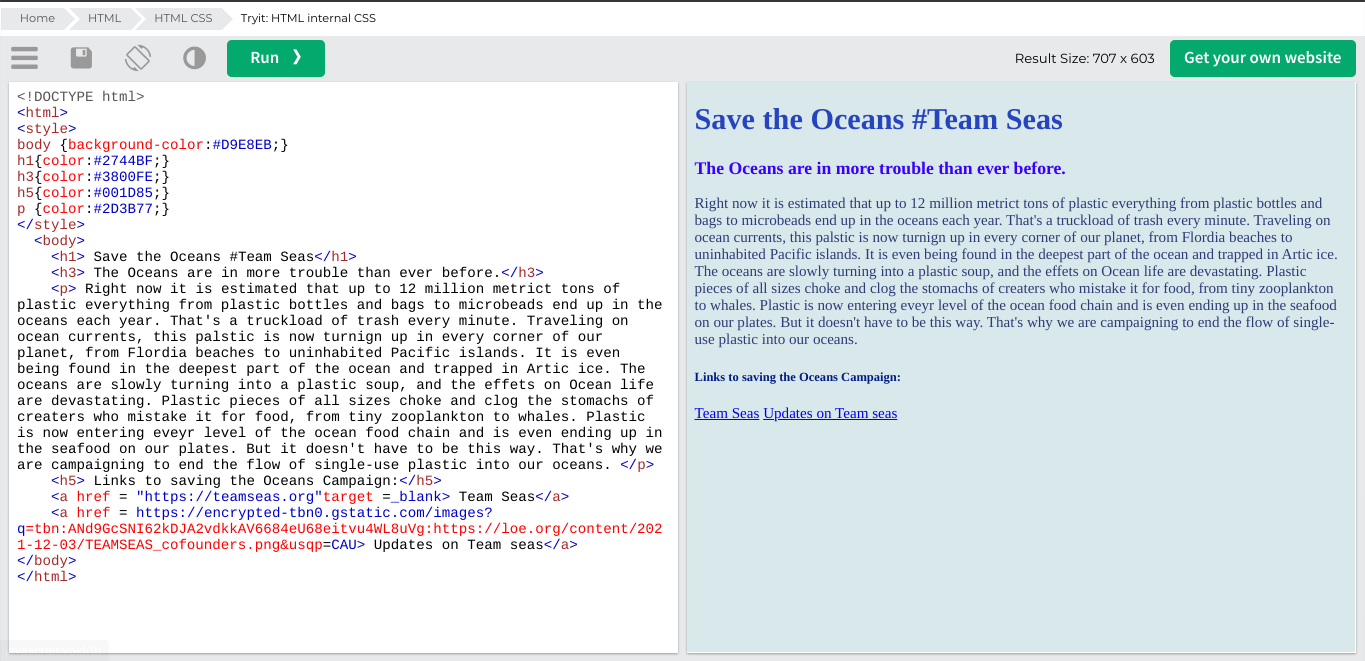 Home HTML HTML CSS Tryit: HTML internal CSS
Run ❯ Result Size: 707 x 603 Get your own website
<!DOCTYPE html>
<html>
<style>
body {background-color:#D9E8EB;}
h1{color:#2744BF;}
h3{color:#3800FE;}
h5{color:#001D85;}
p {color:#2D3B77;}
</style>
<body>
<h1> Save the Oceans #Team Seas</h1>
<h3> The Oceans are in more trouble than ever before.</h3>
<p> Right now it is estimated that up to 12 million metrict tons of
plastic everything from plastic bottles and bags to microbeads end up in the
oceans each year. That's a truckload of trash every minute. Traveling on
ocean currents, this palstic is now turnign up in every corner of our
planet, from Flordia beaches to uninhabited Pacific islands. It is even
being found in the deepest part of the ocean and trapped in Artic ice. The
oceans are slowly turning into a plastic soup, and the effets on Ocean life
are devastating. Plastic pieces of all sizes choke and clog the stomachs of
creaters who mistake it for food, from tiny zooplankton to whales. Plastic
is now entering eveyr level of the ocean food chain and is even ending up in
the seafood on our plates. But it doesn't have to be this way. That's why we
are campaigning to end the flow of single-use plastic into our oceans. </p>
<h5> Links to saving the Oceans Campaign:</h5>
<a href = "https://teamseas.org"target =_blank> Team Seas</a>
<a href = https://encrypted-tbn0.gstatic.com/images?
q=tbn:ANd9GcSNI62kDJA2vdkkAV6684eU68eitvu4WL8uVg:https://loe.org/content/202
1-12-03/TEAMSEAS_cofounders.png&usqp=CAU> Updates on Team seas</a>
</body>
</html>
Save the Oceans #Team Seas
The Oceans are in more trouble than ever before.
Right now it is estimated that up to 12 million metrict tons of plastic everything from plastic bottles and
bags to microbeads end up in the oceans each year. That's a truckload of trash every minute. Traveling on
ocean currents, this palstic is now turnign up in every corner of our planet, from Flordia beaches to
uninhabited Pacific islands. It is even being found in the deepest part of the ocean and trapped in Artic ice.
The oceans are slowly turning into a plastic soup, and the effets on Ocean life are devastating. Plastic
pieces of all sizes choke and clog the stomachs of creaters who mistake it for food, from tiny zooplankton
to whales. Plastic is now entering eveyr level of the ocean food chain and is even ending up in the seafood
on our plates. But it doesn't have to be this way. That's why we are campaigning to end the flow of single-
use plastic into our oceans.
Links to saving the Oceans Campaign:
Team Seas Updates on Team seas